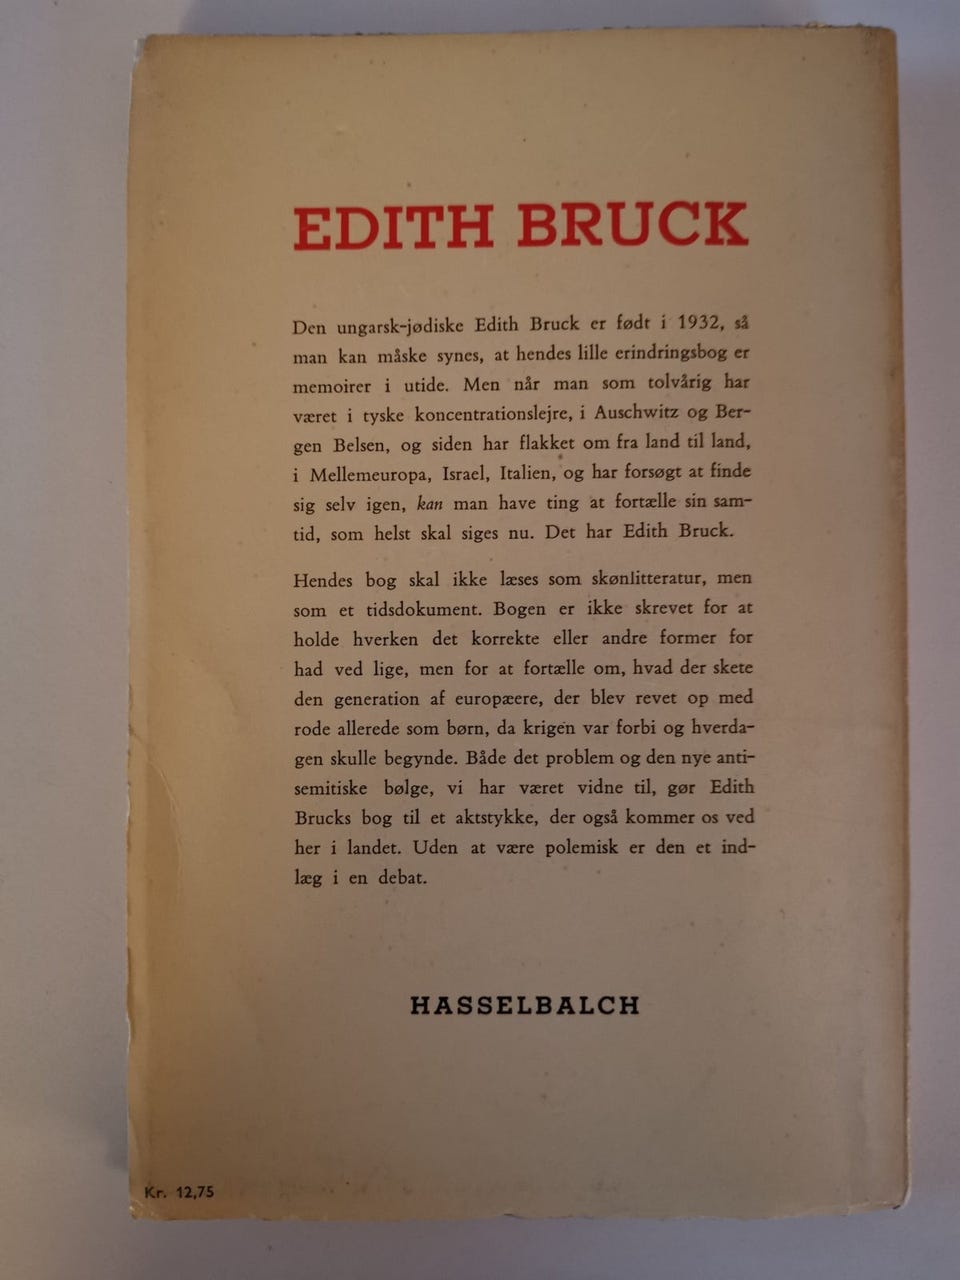 EDITH BRUCK
Den ungarsk-jødiske Edith Bruck er født i 1932, så
man kan måske synes, at hendes lille erindringsbog er
memoirer i utide. Men når man som tolvårig har
været i tyske koncentrationslejre, i Auschwitz og Ber-
gen Belsen, og siden har flakket om fra land til land,
i Mellemeuropa, Israel, Italien, og har forsøgt at finde
sig selv igen, kan man have ting at fortælle sin sam-
tid, som helst skal siges nu. Det har Edith Bruck.
Hendes bog skal ikke læses som skønlitteratur, men
som et tidsdokument. Bogen er ikke skrevet for at
holde hverken det korrekte eller andre former for
had ved lige, men for at fortælle om, hvad der skete
den generation af europæere, der blev revet op med
rode allerede som børn, da krigen var forbi og hverda-
gen skulle begynde. Både det problem og den nye anti-
semitiske bølge, vi har været vidne til, gør Edith
Brucks bog til et aktstykke, der også kommer os ved
her i landet. Uden at være polemisk er den et ind-
læg i en debat.
HASSELBALCH
Kr. 12,75